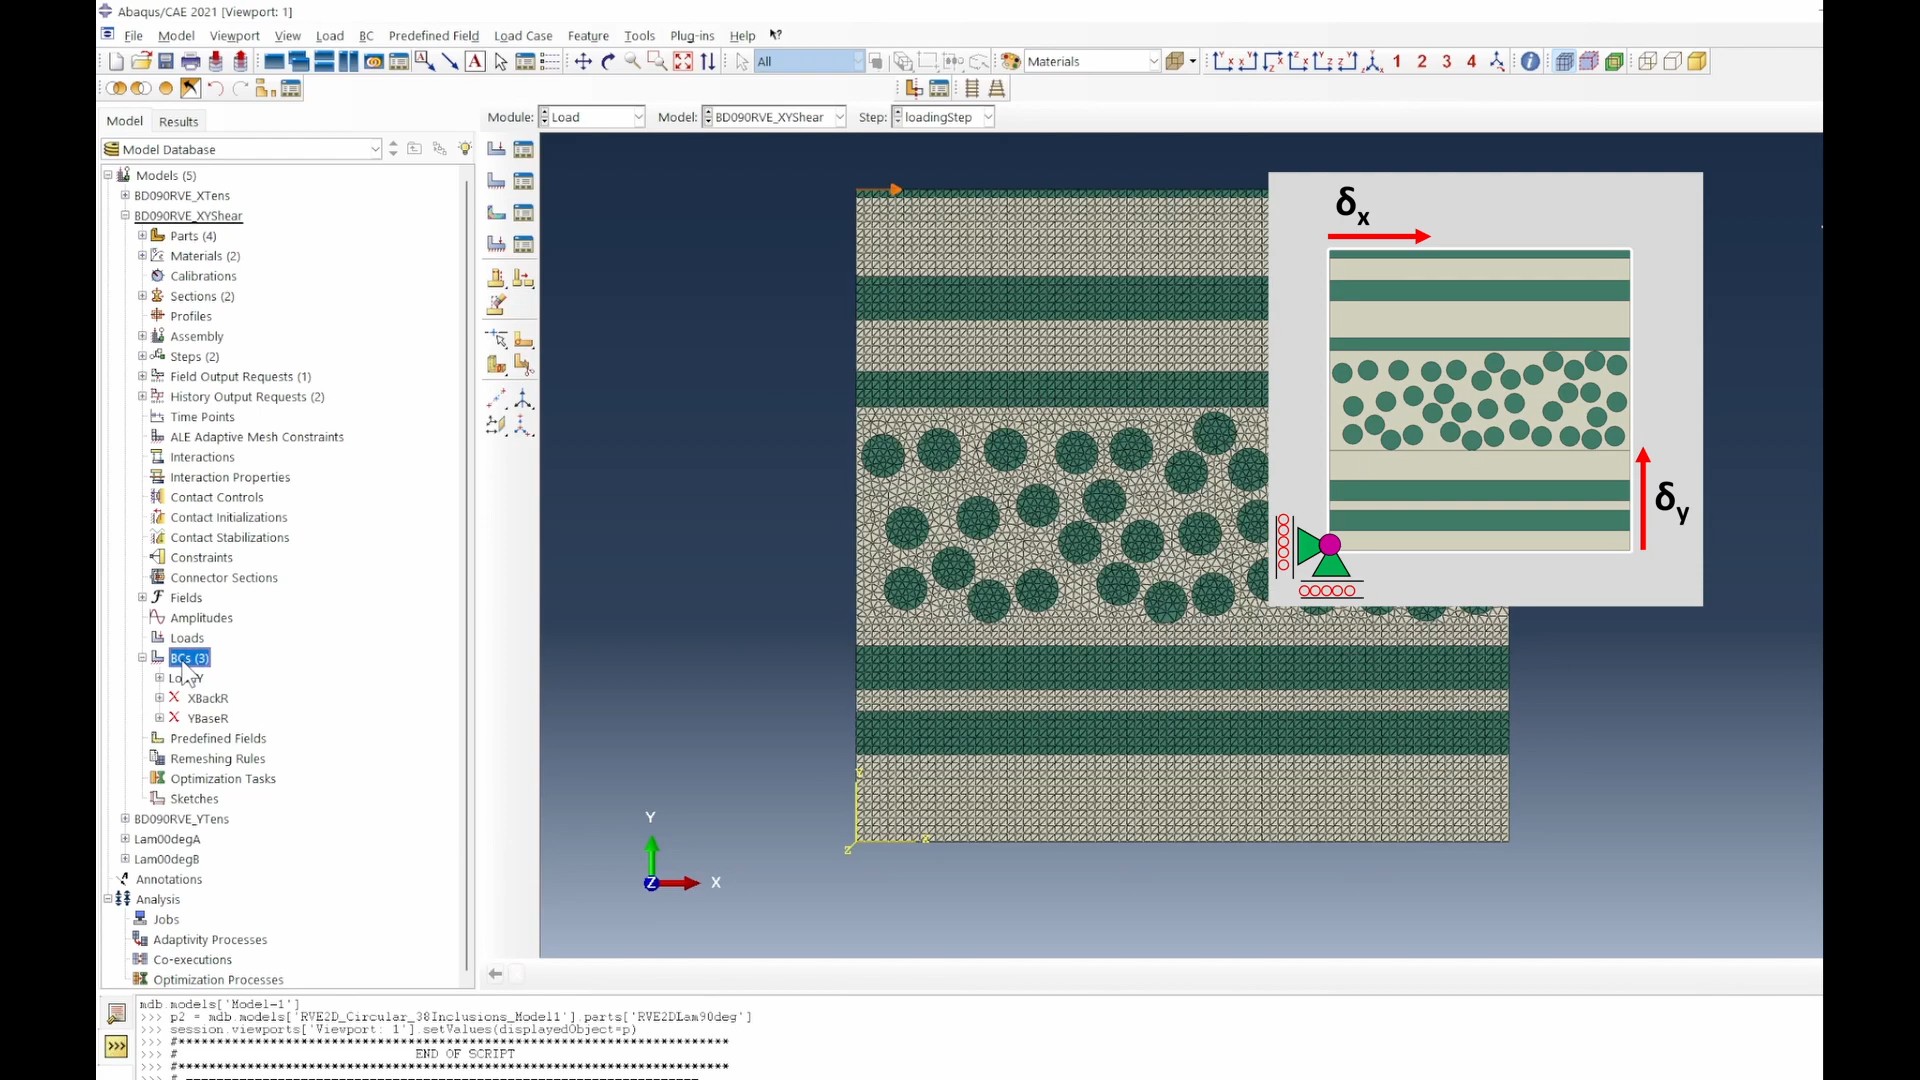 Abaqus/CAE 2021 [Viewport: 1]
File Model Viewport View Load BC Predefined Field Load Case Feature Tools Plug-ins Help
All
Materials
1 2 3 4
Model Results
Module: Load Model: BD090RVE_XYShear Step: loadingStep
Model Database
Models (5)
BD090RVE_XTens
BD090RVE_XYShear
Parts (4)
Materials (2)
Calibrations
Sections (2)
Profiles
Assembly
Steps (2)
Field Output Requests (1)
History Output Requests (2)
Time Points
ALE Adaptive Mesh Constraints
Interactions
Interaction Properties
Contact Controls
Contact Initializations
Contact Stabilizations
Constraints
Connector Sections
Fields
Amplitudes
Loads
BCs (3)
XBackR
YBaseR
Predefined Fields
Remeshing Rules
Optimization Tasks
Sketches
BD090RVE_YTens
Lam00degA
Lam00degB
Annotations
Analysis
Jobs
Adaptivity Processes
Co-executions
Optimization Processes
δx
δy
Y
X
Z
Y
X
Z
mdb.models['Model-1']
>>> p2 = mdb.models['RVE2D_Circular_38Inclusions_Model1'].parts['RVE2DLam90deg']
>>> session.viewports['Viewport: 1'].setValues(displayedObject=p)
>>> #**********************************************************************
>>> # END OF SCRIPT
>>> #**********************************************************************